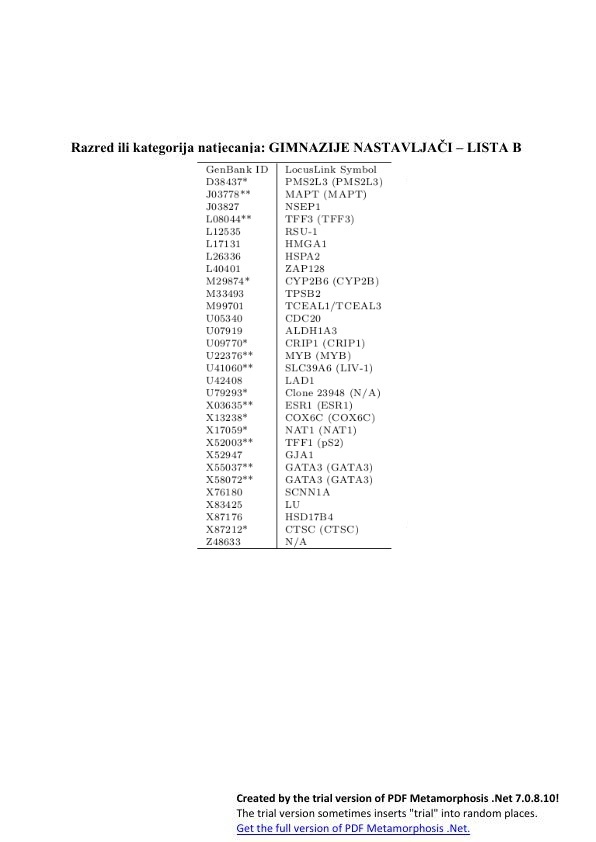 Razred ili kategorija natjecanja: GIMNAZIJE NASTAVLJAČI – LISTA B
GenBank ID LocusLink Symbol
D38437* PMS2L3 (PMS2L3)
J03778** MAPT (MAPT)
J03827 NSEP1
L08044** TFF3 (TFF3)
L12535 RSU-1
L17131 HMGA1
L26336 HSPA2
L40401 ZAP128
M29874* CYP2B6 (CYP2B)
M33493 TPSB2
M99701 TCEAL1/TCEAL3
U05340 CDC20
U07919 ALDH1A3
U09770* CRIP1 (CRIP1)
U22376** MYB (MYB)
U41060** SLC39A6 (LIV-1)
U42408 LAD1
U79293* Clone 23948 (N/A)
X03635** ESR1 (ESR1)
X13238* COX6C (COX6C)
X17059* NAT1 (NAT1)
X52003** TFF1 (pS2)
X52947 GJA1
X55037** GATA3 (GATA3)
X58072** GATA3 (GATA3)
X76180 SCNN1A
X83425 LU
X87176 HSD17B4
X87212* CTSC (CTSC)
Z48633 N/A
Created by the trial version of PDF Metamorphosis .Net 7.0.8.10!
The trial version sometimes inserts "trial" into random places.
Get the full version of PDF Metamorphosis .Net.